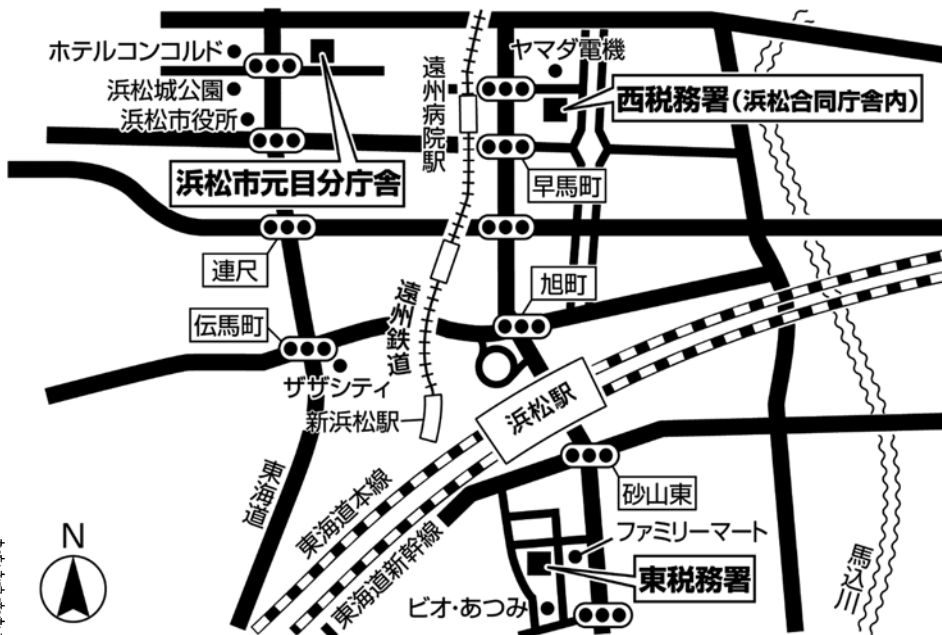 ホテルコンコルド
浜松城公園
浜松市役所
遠州病院駅
ヤマダ電機
西税務署(浜松合同庁舎内)
浜松市元目分庁舎
早馬町
連尺
旭町
伝馬町
遠州鉄道
ザザシティ
新浜松駅
浜松駅
東海道
東海道本線
東海道新幹線
砂山東
ファミリーマート
東税務署
ビオ・あつみ
馬込川
N